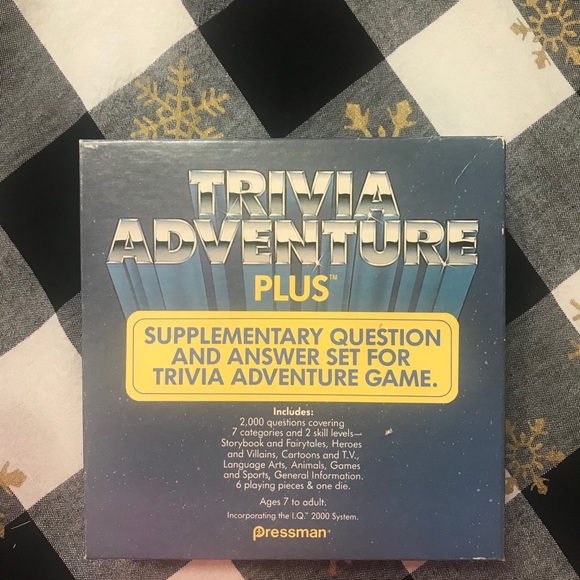 TRIVIA
ADVENTURE
PLUS™
SUPPLEMENTARY QUESTION
AND ANSWER SET FOR
TRIVIA ADVENTURE GAME.
Includes:
2,000 questions covering
7 categories and 2 skill levels—
Storybook and Fairytales, Heroes
and Villains, Cartoons and T.V.,
Language Arts, Animals, Games
and Sports, General Information.
6 playing pieces & one die.
Ages 7 to adult.
Incorporating the I.Q.™ 2000 System.
Pressman®